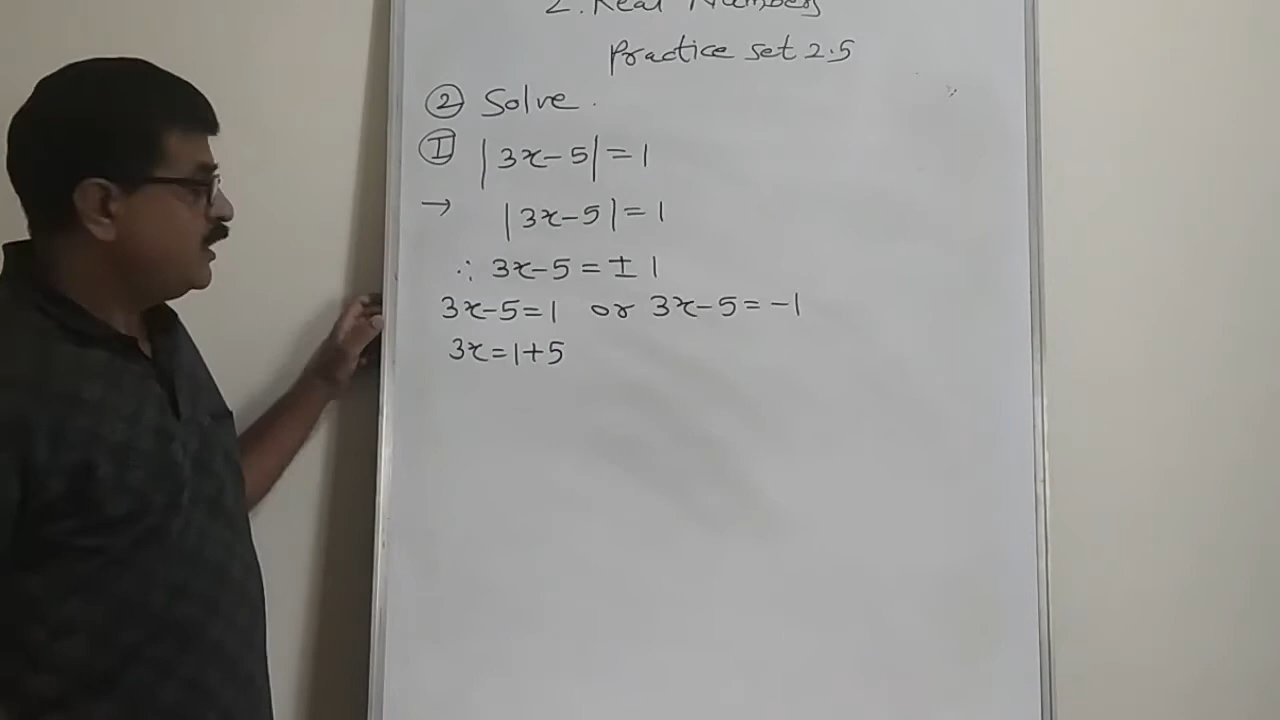 2. Real Numbers
Practice set 2.5
② Solve.
Ⓘ |3x-5|=1
→ |3x-5|=1
∴ 3x-5=±1
3x-5=1 or 3x-5=-1
3x=1+5